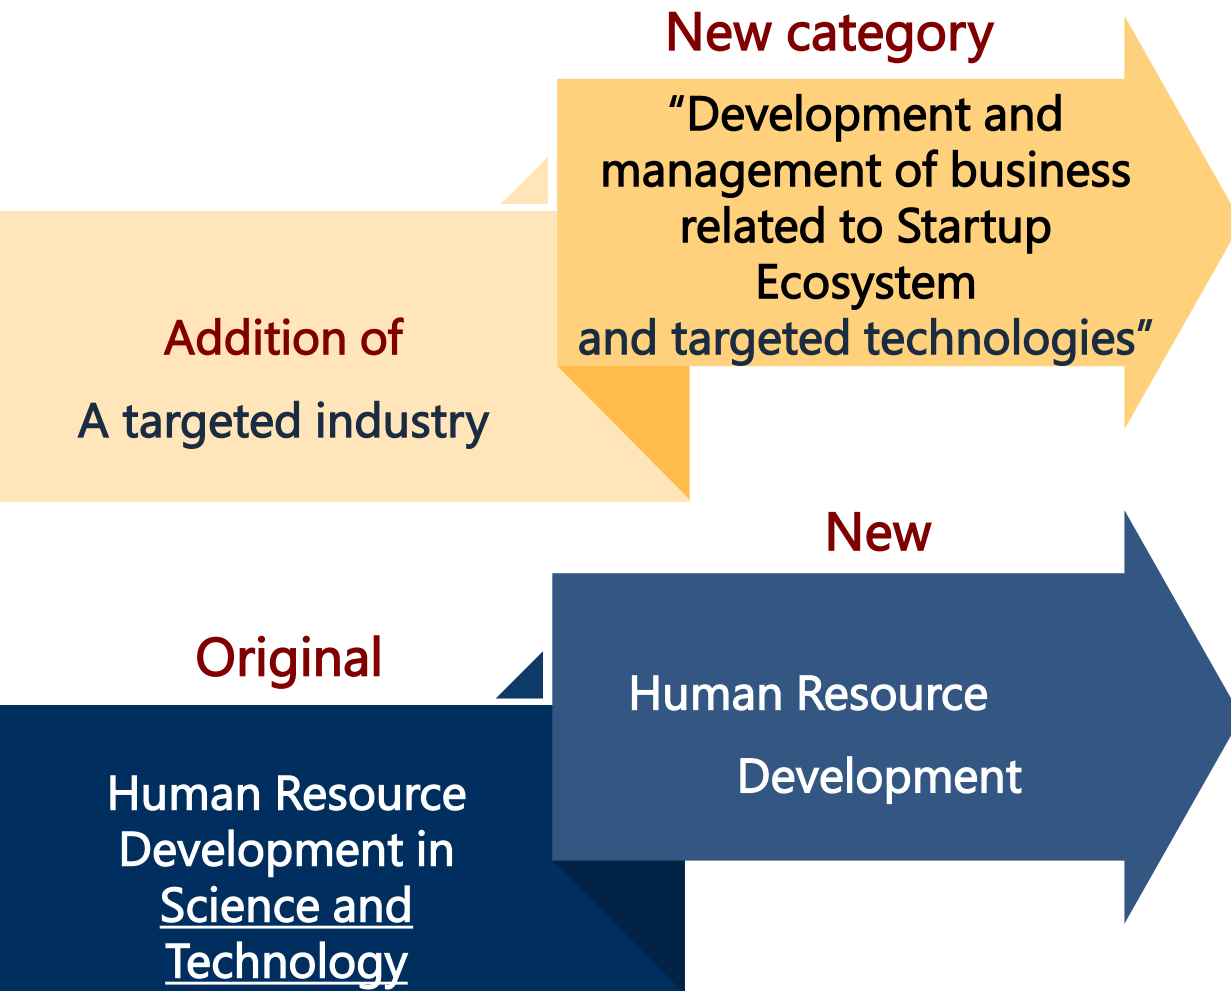 New category
“Development and
management of business
related to Startup
Ecosystem
and targeted technologies”
Addition of
A targeted industry
New
Human Resource
Development
Original
Human Resource
Development in
Science and
Technology